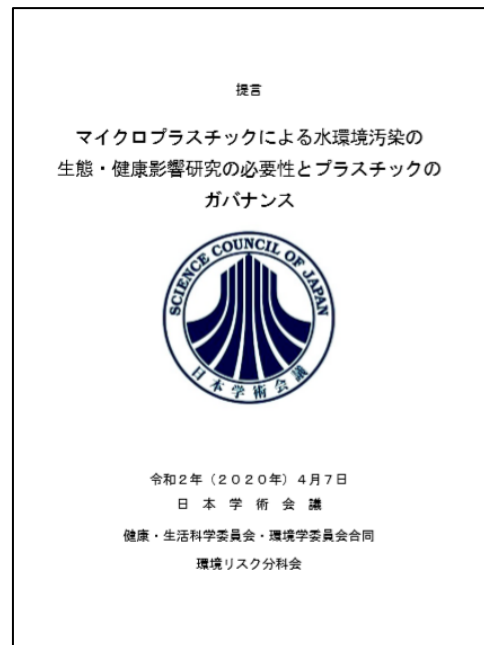 提言
マイクロプラスチックによる水環境汚染の
生態・健康影響研究の必要性とプラスチックの
ガバナンス
SCIENCE COUNCIL OF JAPAN
日本学術会議
令和２年（２０２０年）４月７日
日 本 学 術 会 議
健康・生活科学委員会・環境学委員会合同
環境リスク分科会